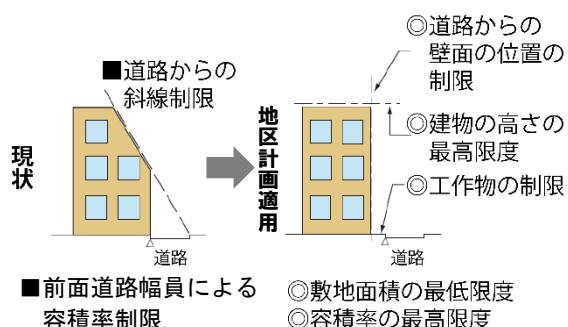 現状
■道路からの
斜線制限
道路
■前面道路幅員による
容積率制限
地区計画適用
◎道路からの
壁面の位置の
制限
◎建物の高さの
最高限度
◎工作物の制限
道路
◎敷地面積の最低限度
◎容積率の最高限度